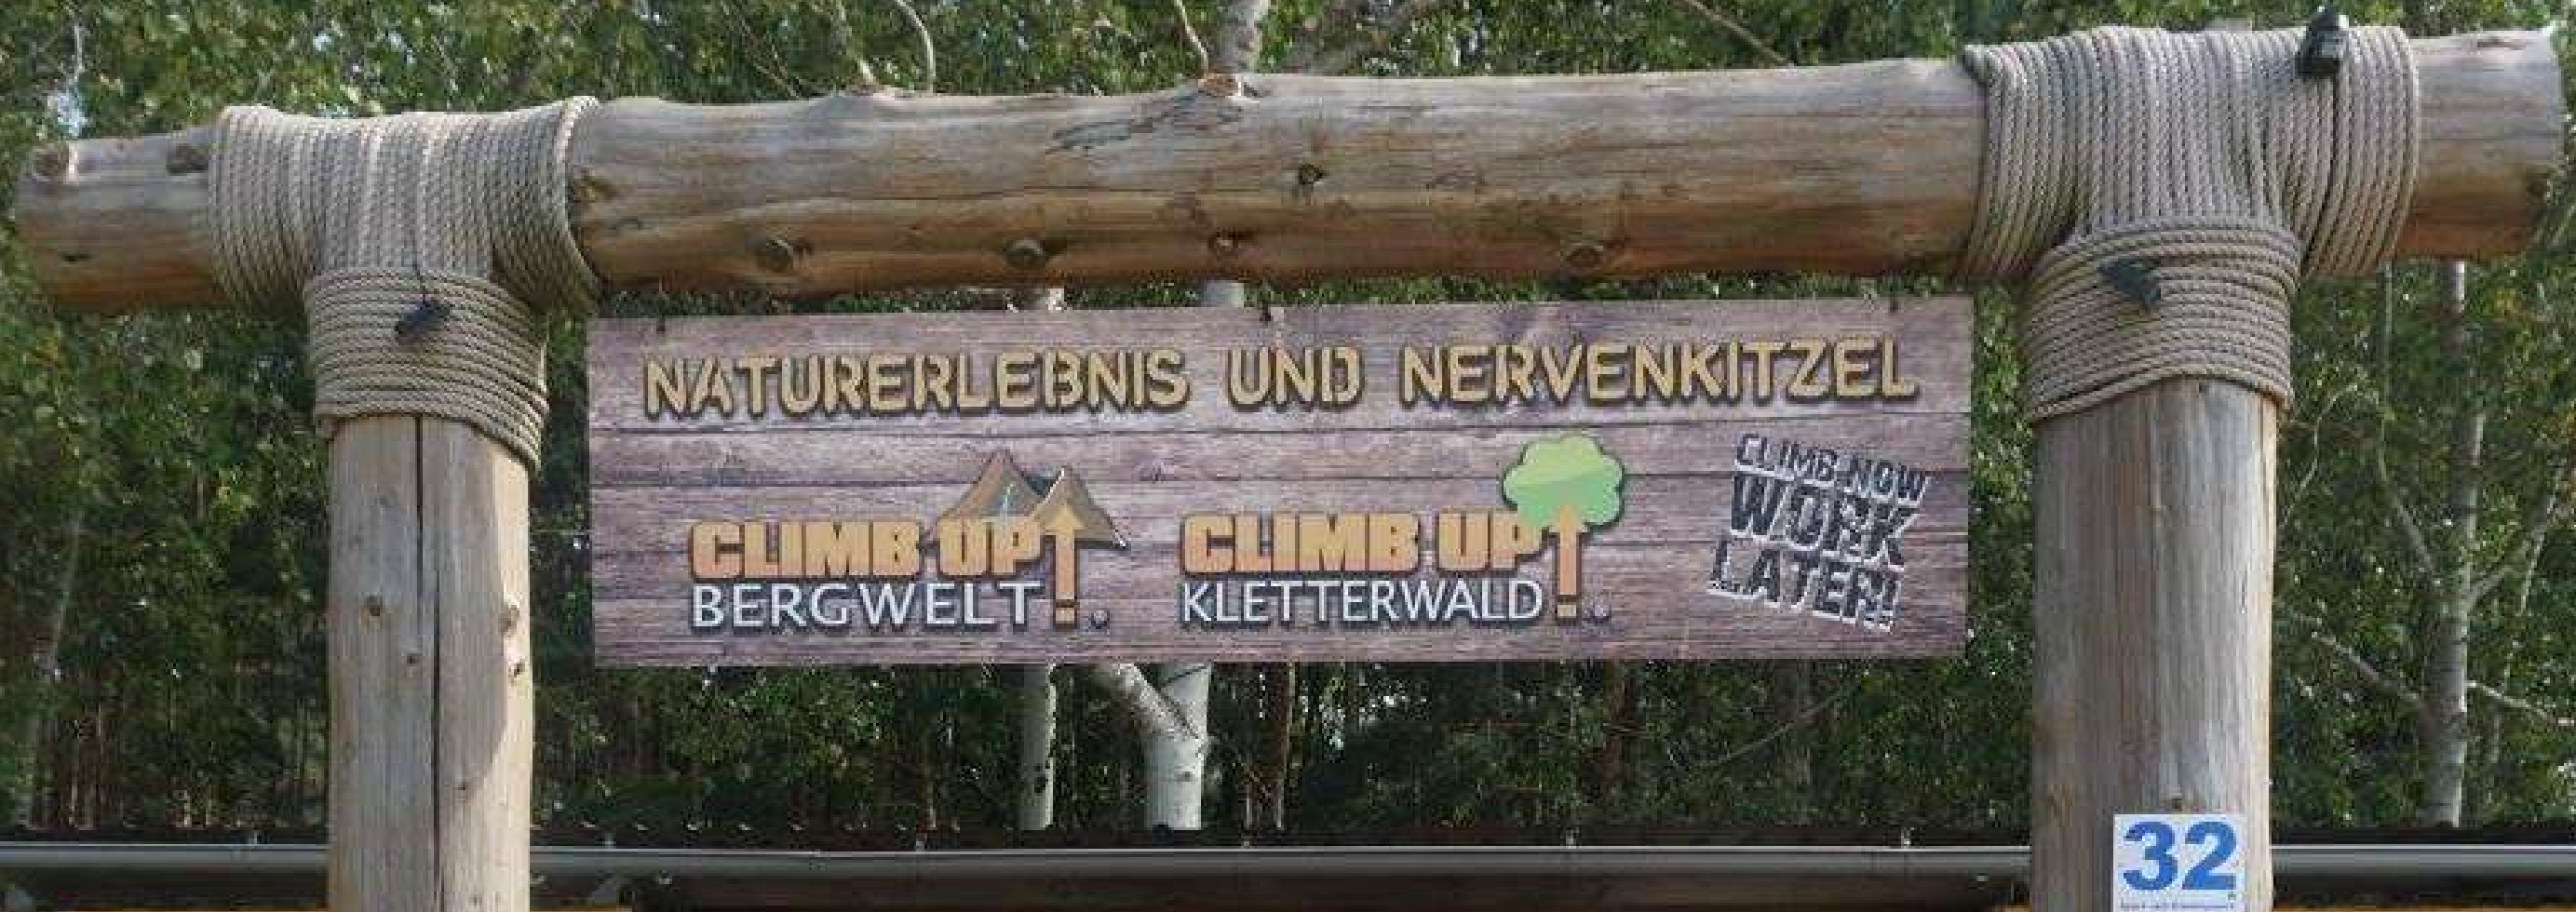 NATURERLEBNIS UND NERVENKITZEL
CLIMB UP
BERGWELT!
CLIMB UP
KLETTERWALD!
CLIMB NOW
WORK
LATER!
32